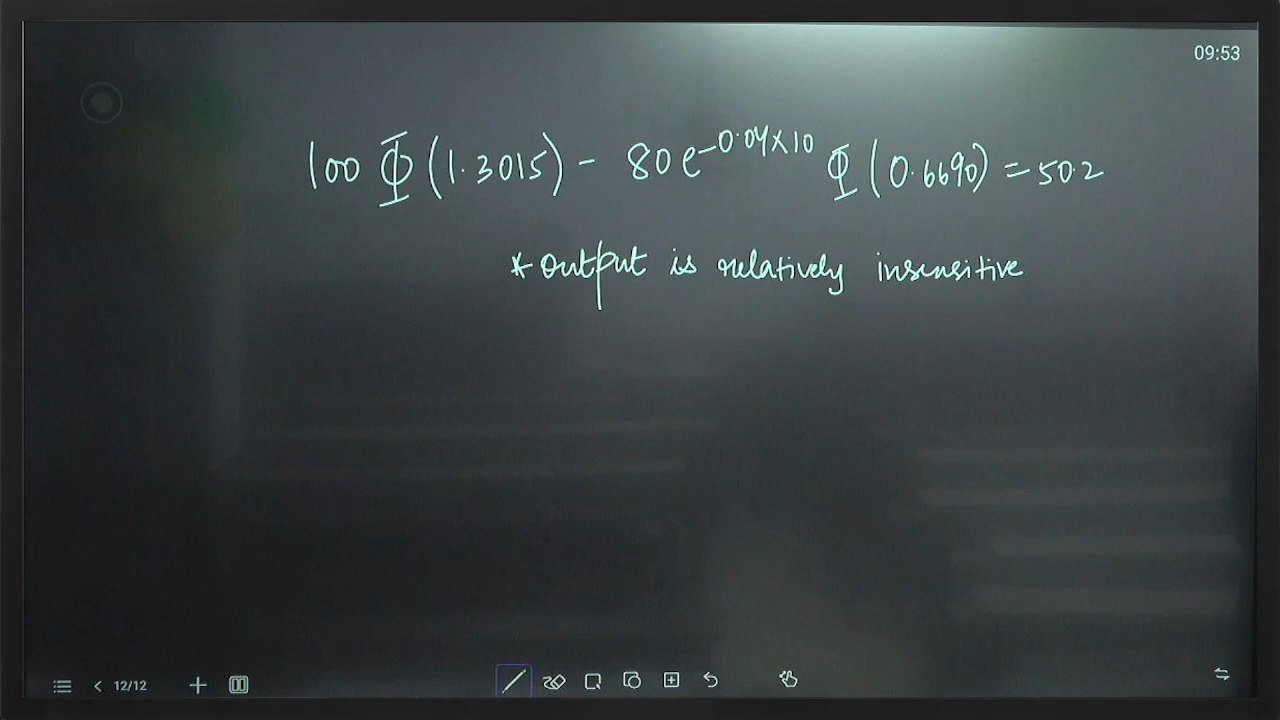 09:53
100 Φ(1.3015) - 80e^{-0.04×10} Φ(0.6690) = 50.2
* output is relatively insensitive
12/12